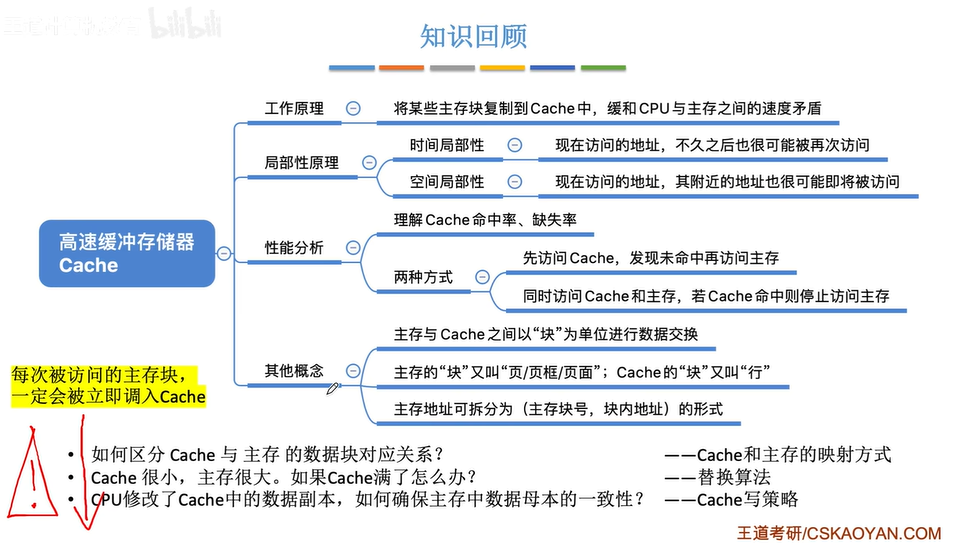 bilibili
知识回顾
工作原理
将某些主存块复制到Cache中，缓和CPU与主存之间的速度矛盾
局部性原理
时间局部性
现在访问的地址，不久之后也很可能被再次访问
空间局部性
现在访问的地址，其附近的地址也很可能即将被访问
高速缓冲存储器
Cache
性能分析
理解Cache命中率、缺失率
两种方式
先访问Cache，发现未命中再访问主存
同时访问Cache和主存，若Cache命中则停止访问主存
其他概念
主存与Cache之间以“块”为单位进行数据交换
主存的“块”又叫“页/页框/页面”；Cache的“块”又叫“行”
主存地址可拆分为（主存块号，块内地址）的形式
每次被访问的主存块，
一定会被立即调入Cache
• 如何区分 Cache 与 主存 的数据块对应关系？ ——Cache和主存的映射方式
• Cache 很小，主存很大。如果Cache满了怎么办？ ——替换算法
• CPU修改了Cache中的数据副本，如何确保主存中数据母本的一致性？ ——Cache写策略
王道考研/CSKAOYAN.COM